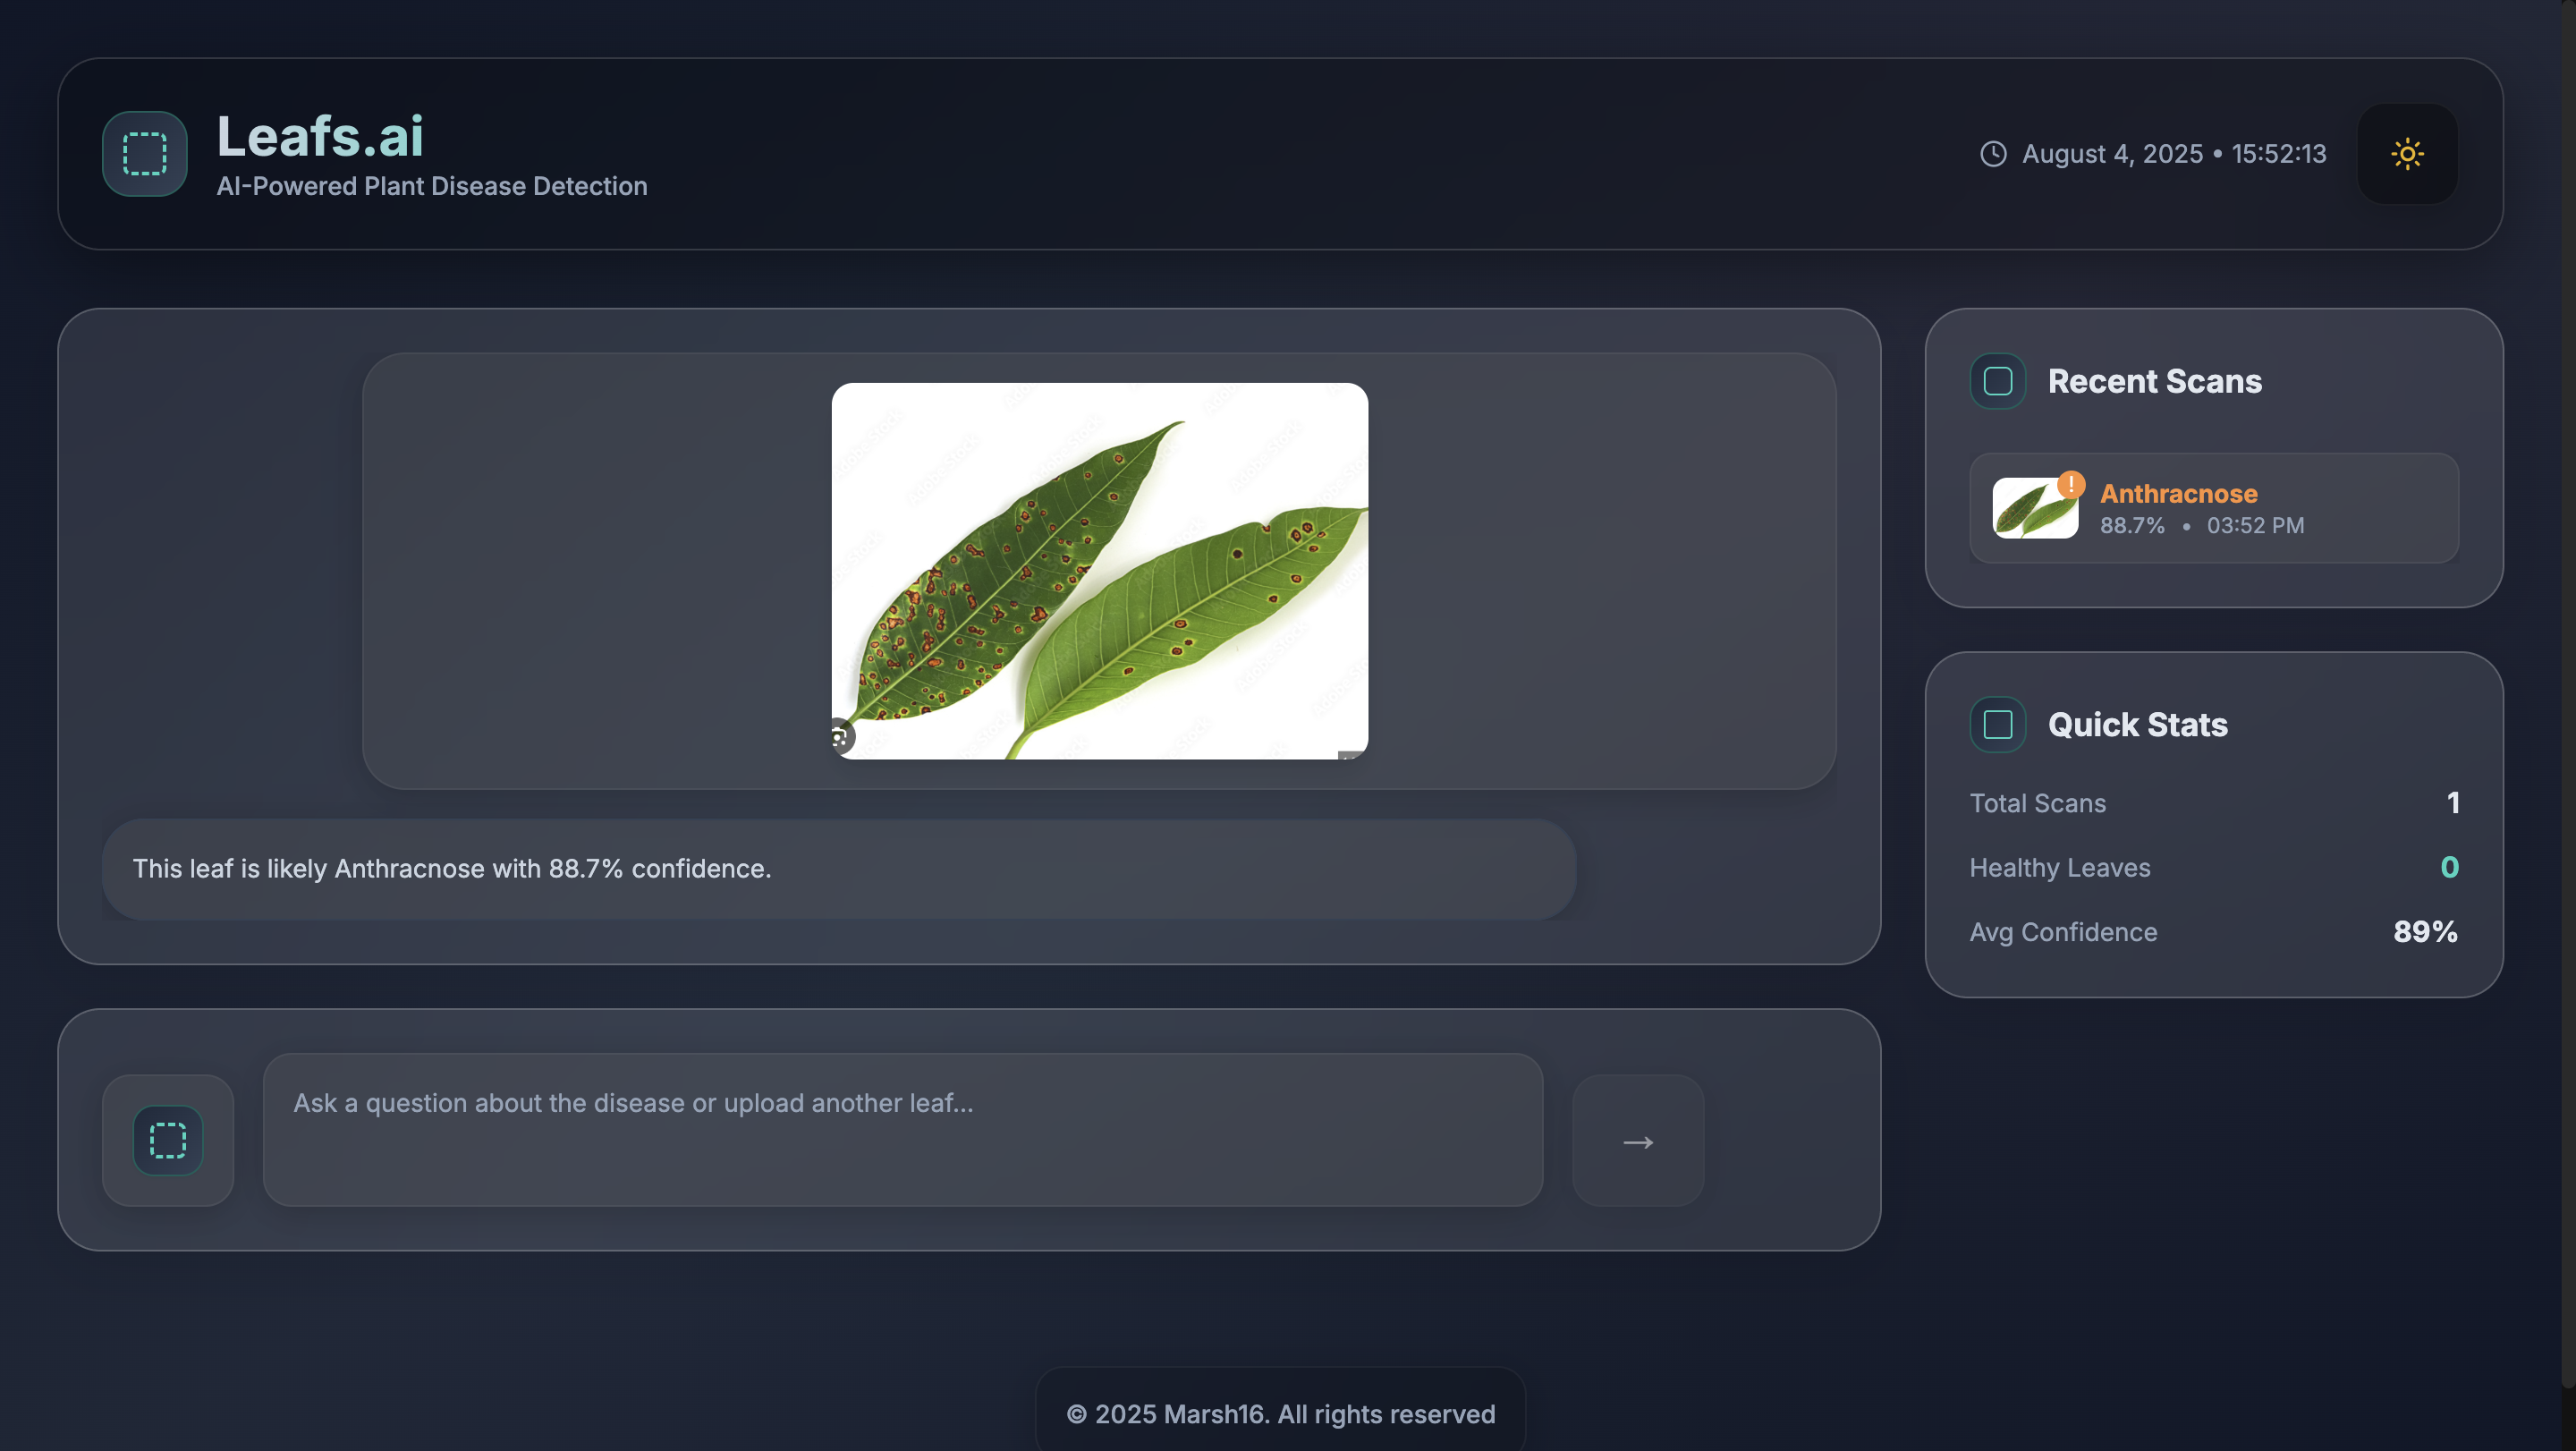 Leafs.ai
AI-Powered Plant Disease Detection
August 4, 2025 • 15:52:13
Adobe Stock
This leaf is likely Anthracnose with 88.7% confidence.
Ask a question about the disease or upload another leaf...
→
Recent Scans
!
Anthracnose
88.7% • 03:52 PM
Quick Stats
Total Scans 1
Healthy Leaves 0
Avg Confidence 89%
© 2025 Marsh16. All rights reserved